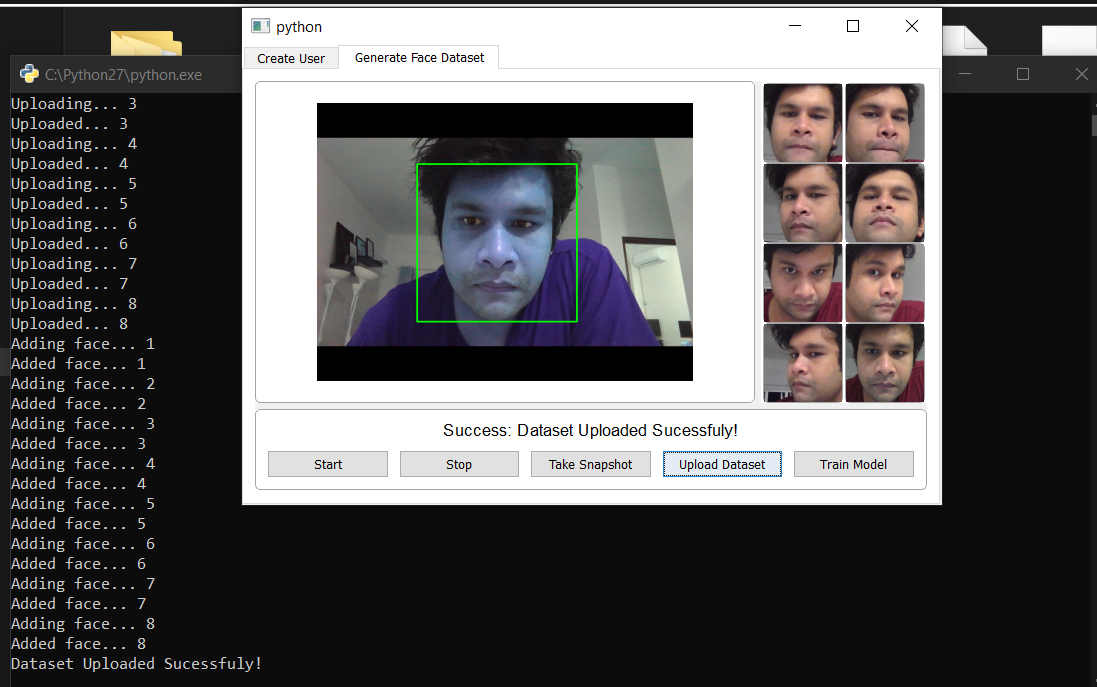 python
Create User
Generate Face Dataset
C:\Python27\python.exe
Uploading... 3
Uploaded... 3
Uploading... 4
Uploaded... 4
Uploading... 5
Uploaded... 5
Uploading... 6
Uploaded... 6
Uploading... 7
Uploaded... 7
Uploading... 8
Uploaded... 8
Adding face... 1
Added face... 1
Adding face... 2
Added face... 2
Adding face... 3
Added face... 3
Adding face... 4
Added face... 4
Adding face... 5
Added face... 5
Adding face... 6
Added face... 6
Adding face... 7
Added face... 7
Adding face... 8
Added face... 8
Dataset Uploaded Sucessfuly!
Success: Dataset Uploaded Sucessfuly!
Start
Stop
Take Snapshot
Upload Dataset
Train Model